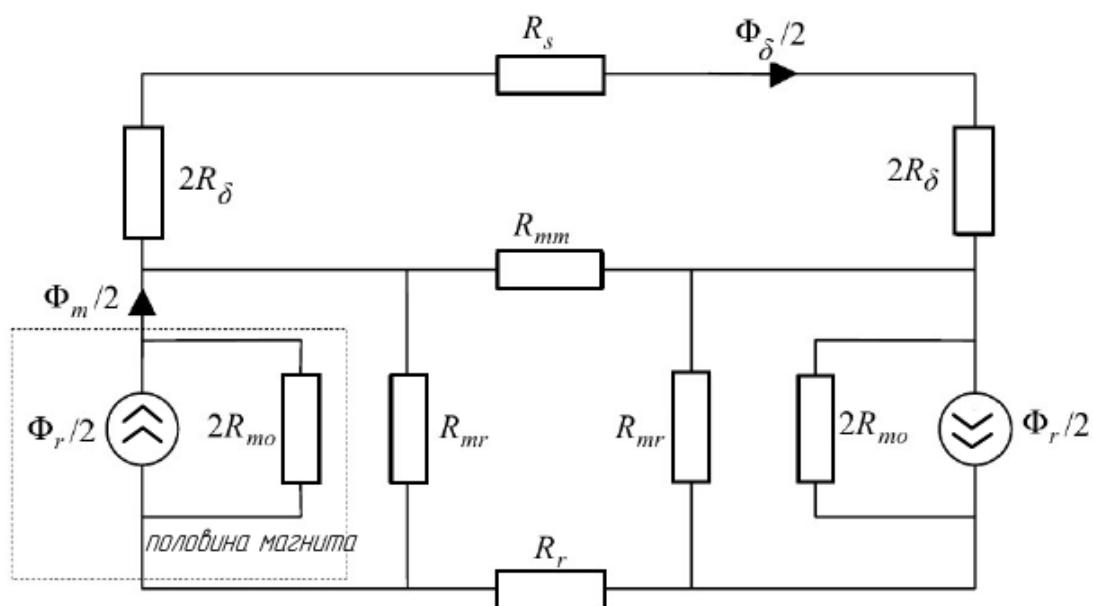 R_s
Φ_δ/2
2R_δ
2R_δ
R_mm
Φ_m/2
Φ_r/2
2R_mo
R_mr
R_mr
2R_mo
Φ_r/2
половина магнита
R_r